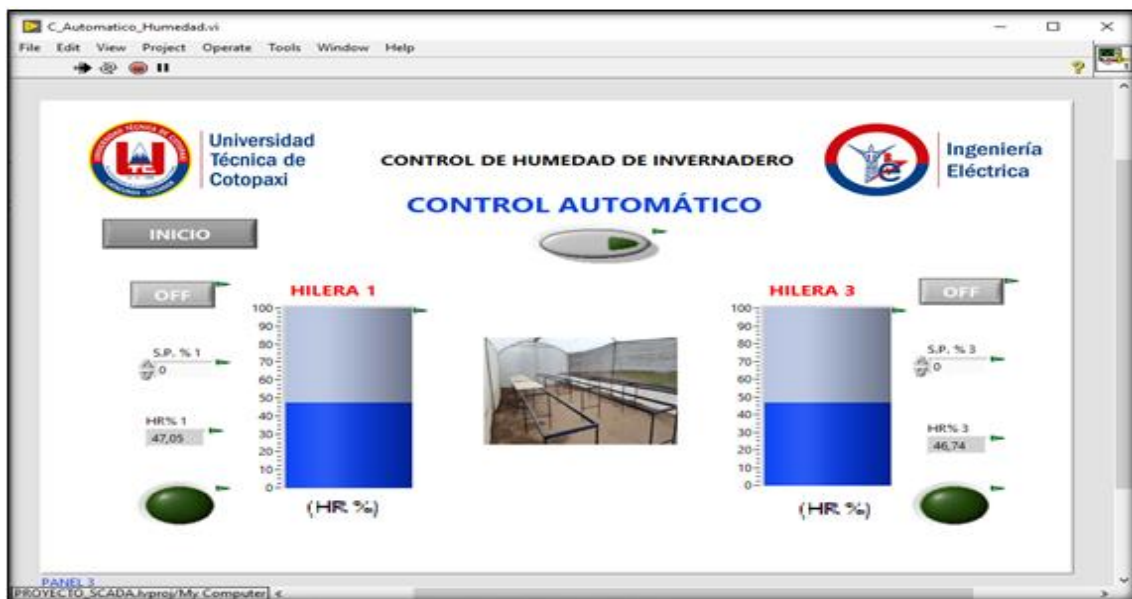 C_Automatico_Humedad.vi
File Edit View Project Operate Tools Window Help
Universidad
Técnica de
Cotopaxi
CONTROL DE HUMEDAD DE INVERNADERO
Ingeniería
Eléctrica
CONTROL AUTOMÁTICO
INICIO
OFF
HILERA 1
HILERA 3
OFF
100
90
80
70
60
50
40
30
20
10
0
100
90
80
70
60
50
40
30
20
10
0
S.P. % 1
0
S.P. % 3
0
HR% 1
47,05
HR% 3
46,74
(HR %)
(HR %)
PANEL 3
PROYECTO_SCADA.lvproj/My Computer